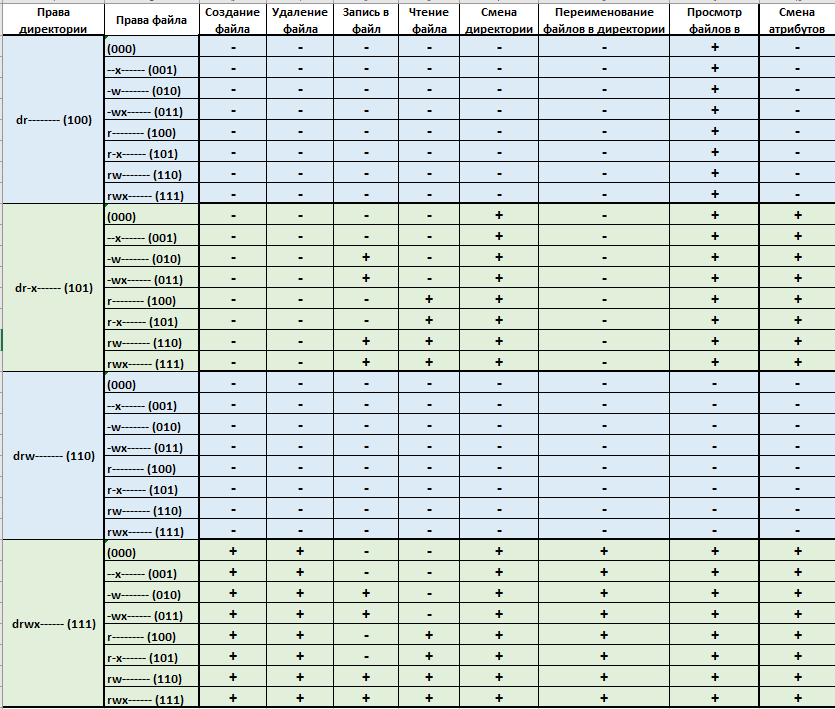 Права директории | Права файла | Создание файла | Удаление файла | Запись в файл | Чтение файла | Смена директории | Переименование файлов в директории | Просмотр файлов в | Смена атрибутов
dr-------- (100) | (000) | - | - | - | - | - | - | + | -
--x------ (001) | - | - | - | - | - | - | + | -
-w------- (010) | - | - | - | - | - | - | + | -
-wx------ (011) | - | - | - | - | - | - | + | -
r-------- (100) | - | - | - | - | - | - | + | -
r-x------ (101) | - | - | - | - | - | - | + | -
rw------- (110) | - | - | - | - | - | - | + | -
rwx------ (111) | - | - | - | - | - | - | + | -
dr-x------ (101) | (000) | - | - | - | - | + | - | + | +
--x------ (001) | - | - | - | - | + | - | + | +
-w------- (010) | - | - | + | - | + | - | + | +
-wx------ (011) | - | - | + | - | + | - | + | +
r-------- (100) | - | - | - | + | + | - | + | +
r-x------ (101) | - | - | - | + | + | - | + | +
rw------- (110) | - | - | + | + | + | - | + | +
rwx------ (111) | - | - | + | + | + | - | + | +
drw------- (110) | (000) | - | - | - | - | - | - | - | -
--x------ (001) | - | - | - | - | - | - | - | -
-w------- (010) | - | - | - | - | - | - | - | -
-wx------ (011) | - | - | - | - | - | - | - | -
r-------- (100) | - | - | - | - | - | - | - | -
r-x------ (101) | - | - | - | - | - | - | - | -
rw------- (110) | - | - | - | - | - | - | - | -
rwx------ (111) | - | - | - | - | - | - | - | -
drwx------ (111) | (000) | + | + | - | - | + | + | + | +
--x------ (001) | + | + | - | - | + | + | + | +
-w------- (010) | + | + | + | - | + | + | + | +
-wx------ (011) | + | + | + | - | + | + | + | +
r-------- (100) | + | + | - | + | + | + | + | +
r-x------ (101) | + | + | - | + | + | + | + | +
rw------- (110) | + | + | + | + | + | + | + | +
rwx------ (111) | + | + | + | + | + | + | + | +